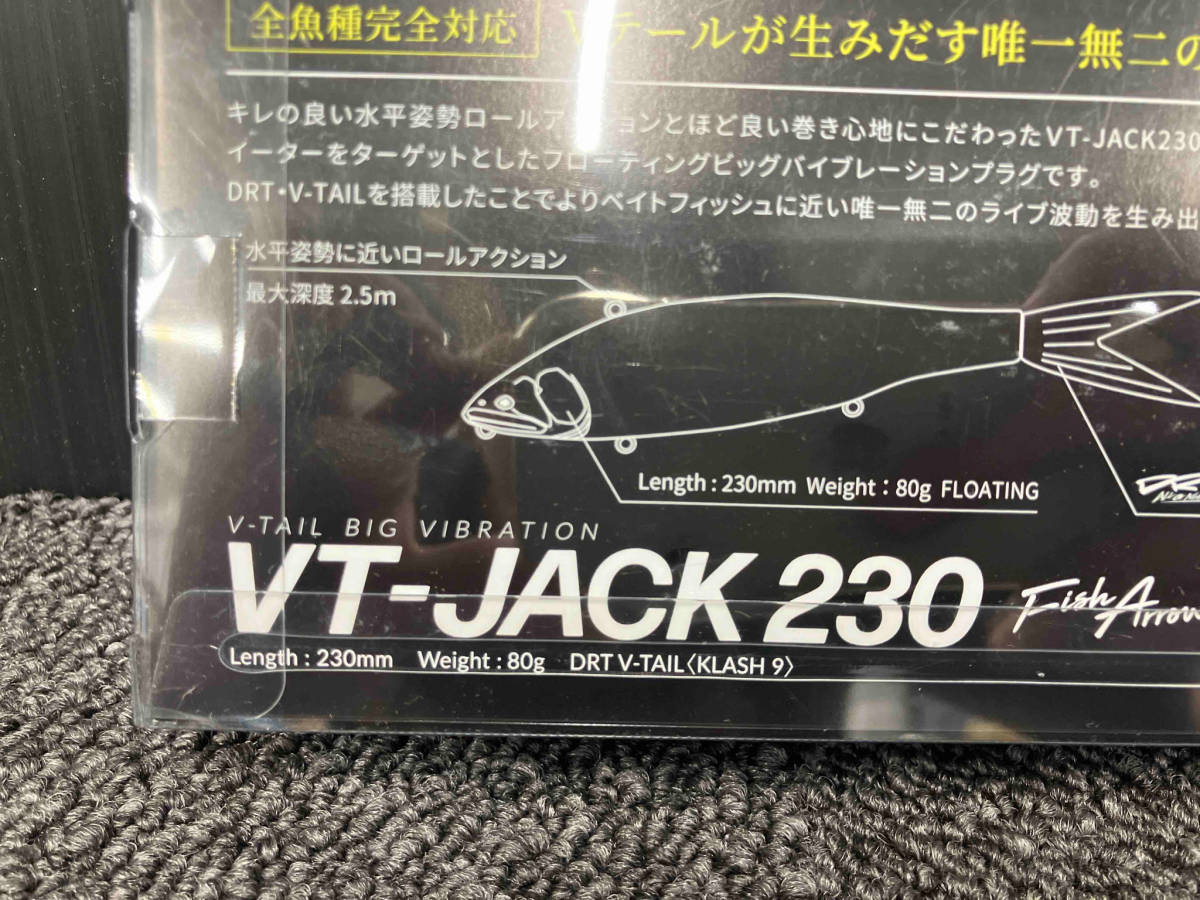 全魚種完全対応 Vテールが生みだす唯一無二の
キレの良い水平姿勢ロールアクションとほど良い巻き心地にこだわったVT-JACK230
イーターをターゲットとしたフローティングビッグバイブレーションプラグです。
DRT・V-TAILを搭載したことでよりベイトフィッシュに近い唯一無二のライブ波動を生み出
水平姿勢に近いロールアクション
最大深度 2.5m
Length : 230mm Weight : 80g FLOATING
V-TAIL BIG VIBRATION
VT-JACK 230 Fish Arrow
Length : 230mm Weight : 80g DRT V-TAIL〈KLASH 9〉